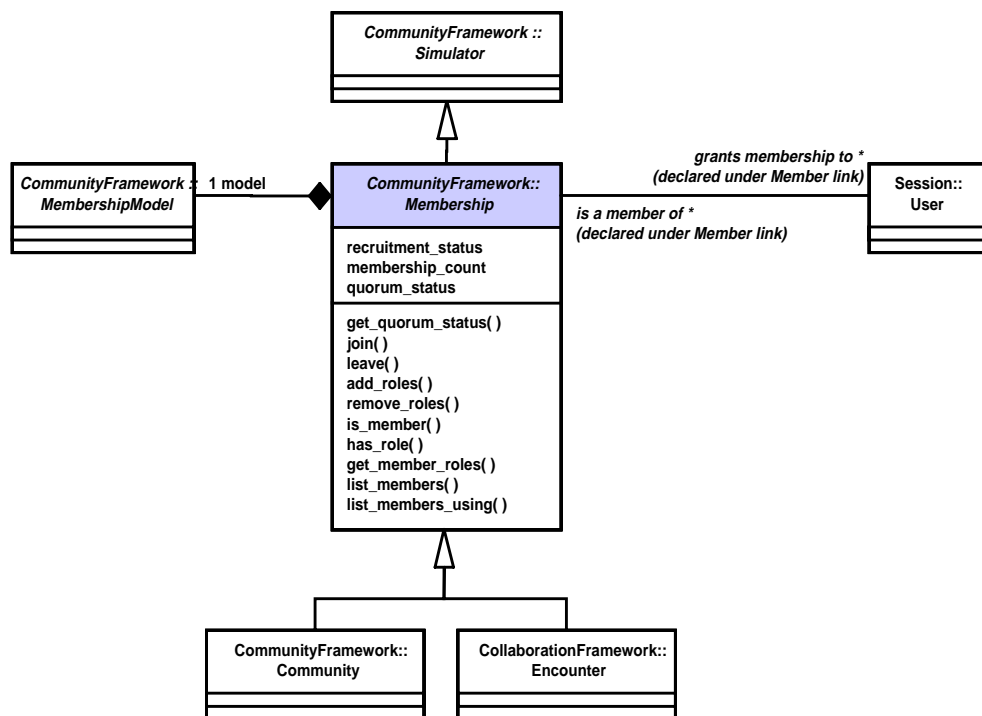 CommunityFramework ::
Simulator
CommunityFramework ::
MembershipModel
1 model
CommunityFramework::
Membership
grants membership to *
(declared under Member link)
is a member of *
(declared under Member link)
Session::
User
recruitment_status
membership_count
quorum_status
get_quorum_status( )
join( )
leave( )
add_roles( )
remove_roles( )
is_member( )
has_role( )
get_member_roles( )
list_members( )
list_members_using( )
CommunityFramework::
Community
CollaborationFramework::
Encounter